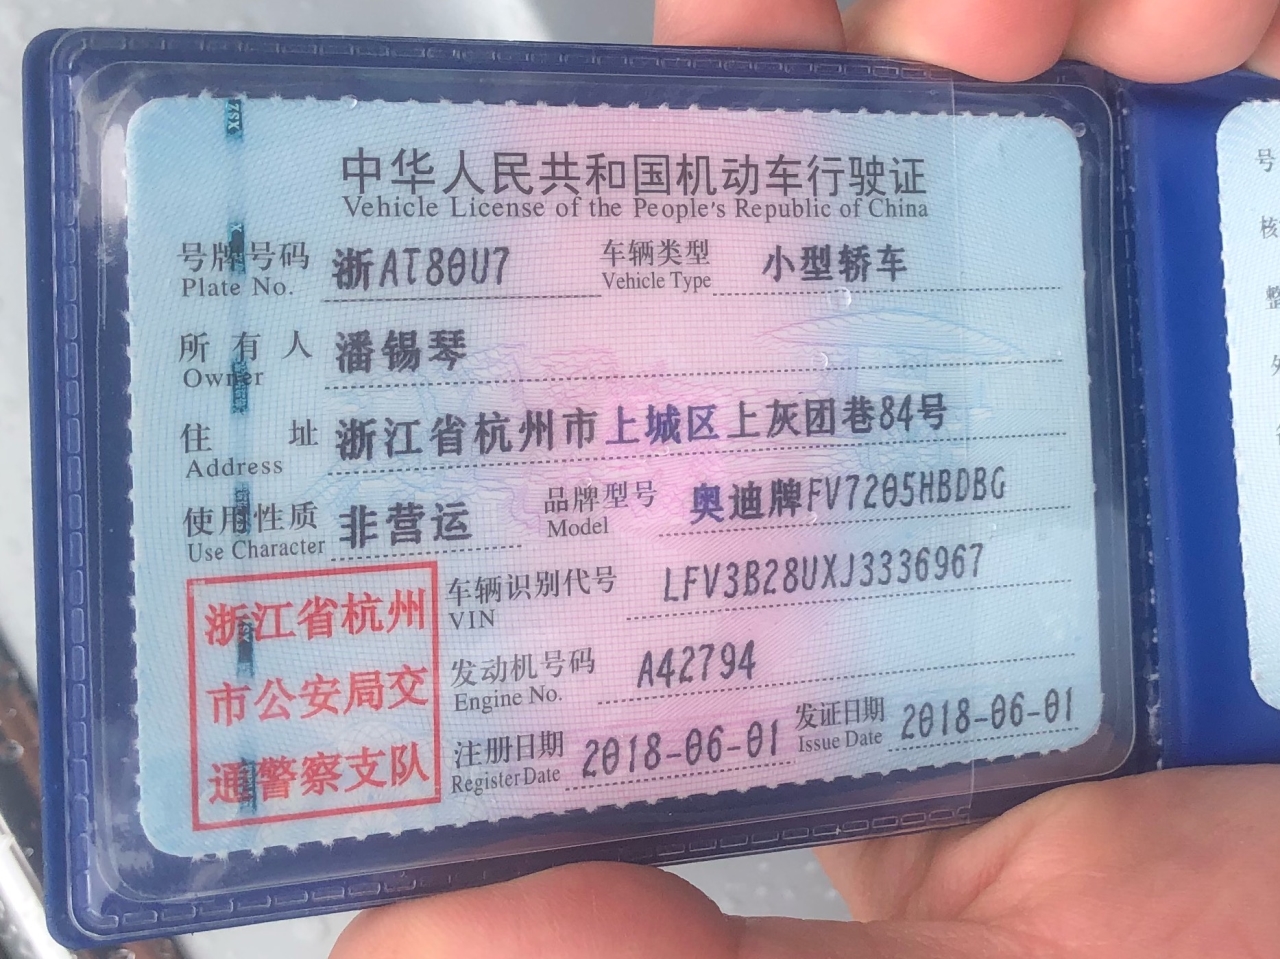 中华人民共和国机动车行驶证
Vehicle License of the People's Republic of China
号牌号码 浙AT80U7 车辆类型 小型轿车
Plate No. Vehicle Type
所有人 潘锡琴
Owner
住址 浙江省杭州市上城区上灰团巷84号
Address
使用性质 非营运 品牌型号 奥迪牌FV7205HBDBG
Use Character Model
车辆识别代号 LFV3B28UXJ3336967
VIN
发动机号码 A42794
Engine No.
注册日期 2018-06-01 发证日期 2018-06-01
Register Date Issue Date
浙江省杭州
市公安局交
通警察支队
号
核
整